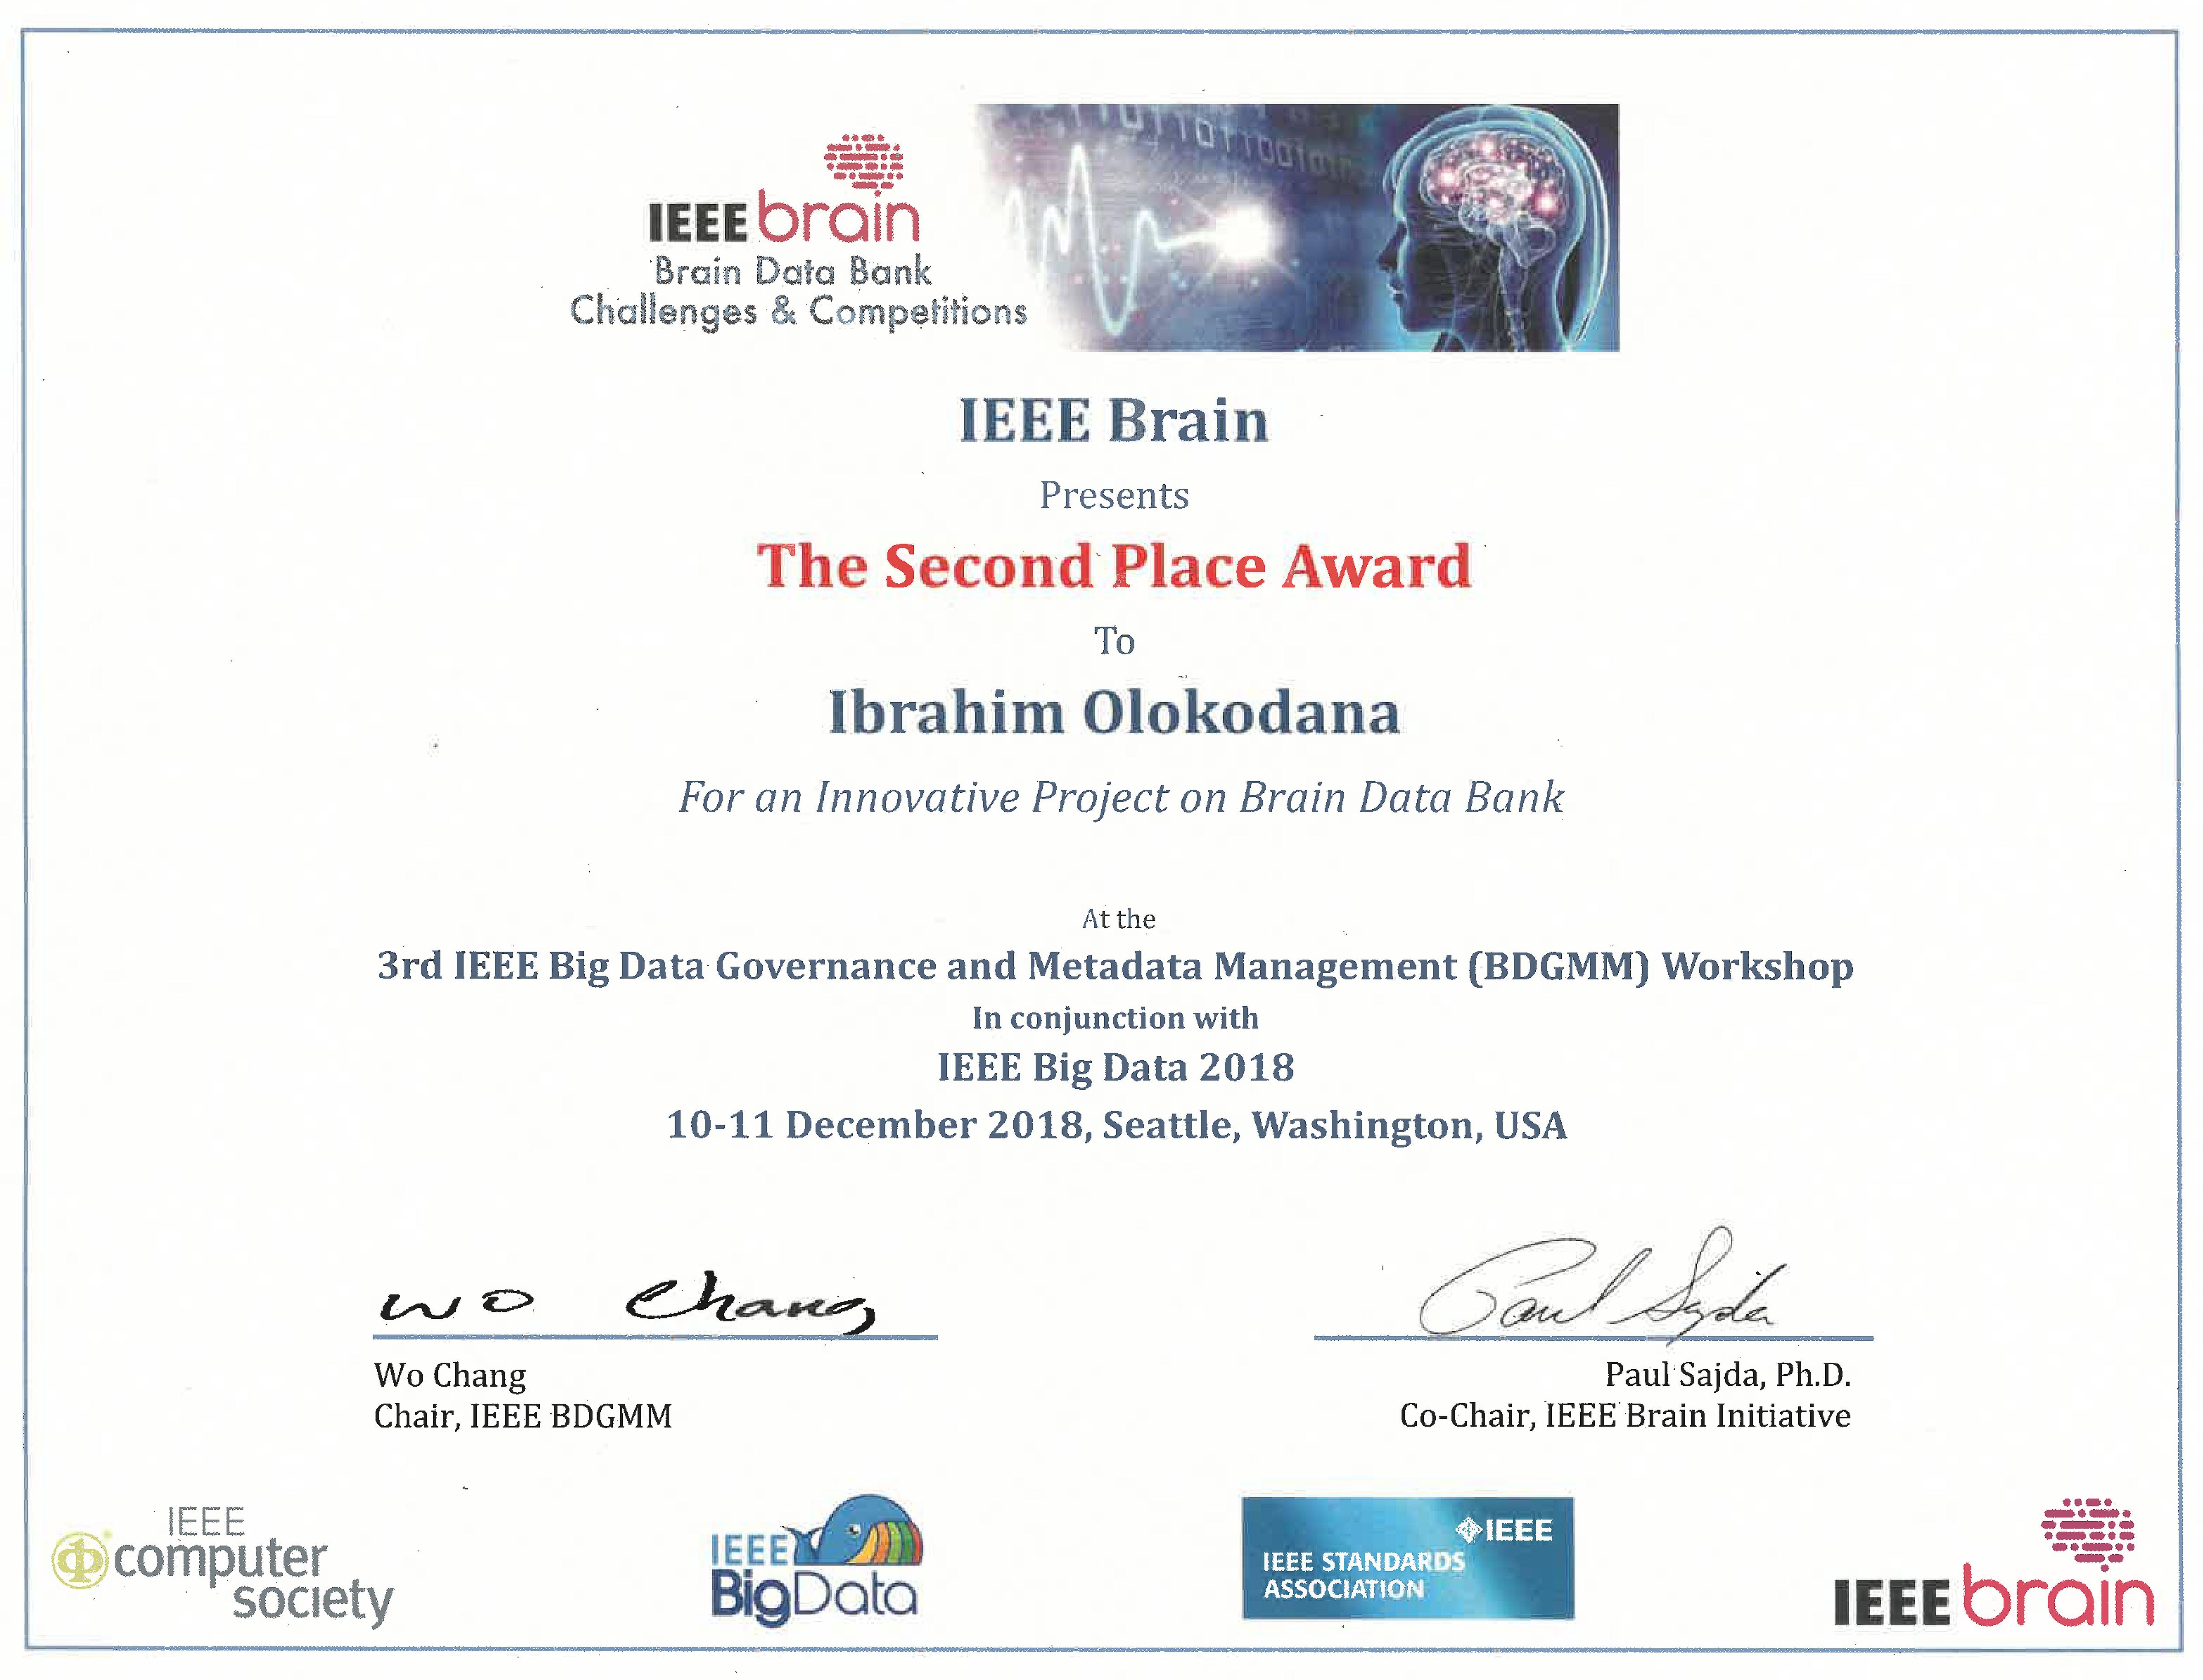 IEEE brain
Brain Data Bank
Challenges & Competitions
IEEE Brain
Presents
The Second Place Award
To
Ibrahim Olokodana
For an Innovative Project on Brain Data Bank
At the
3rd IEEE Big Data Governance and Metadata Management (BDGMM) Workshop
In conjunction with
IEEE Big Data 2018
10-11 December 2018, Seattle, Washington, USA
Wo Chang
Paul Sajda
Wo Chang
Paul Sajda, Ph.D.
Chair, IEEE BDGMM
Co-Chair, IEEE Brain Initiative
IEEE
computer
society
IEEE
BigData
IEEE
IEEE STANDARDS
ASSOCIATION
IEEE brain